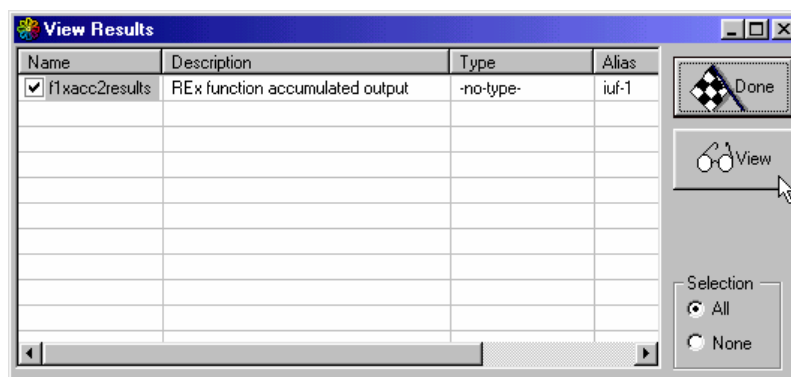 View Results
Name Description Type Alias
f1xacc2results REx function accumulated output -no-type- iuf-1
Done
View
Selection
All
None